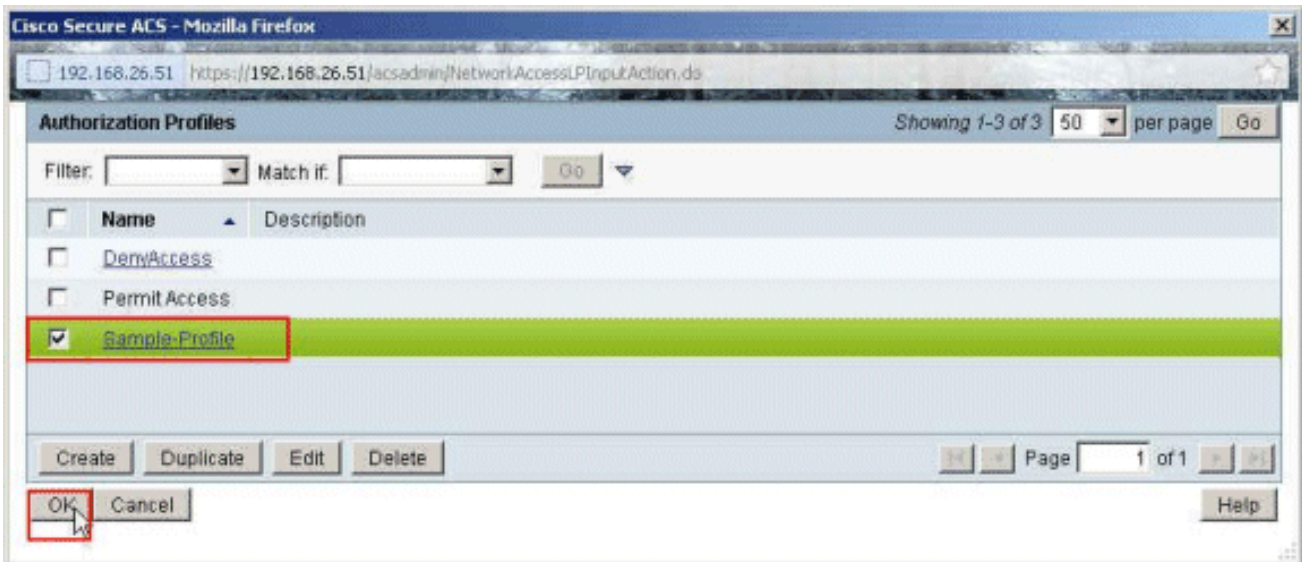 Cisco Secure ACS - Mozilla Firefox
192.168.26.51 https://192.168.26.51/acsadmin/NetworkAccessLPInputAction.do
Authorization Profiles Showing 1-3 of 3 50 per page Go
Filter: Match if: Go
Name Description
DenyAccess
Permit Access
Sample-Profile
Create Duplicate Edit Delete Page 1 of 1
OK Cancel Help